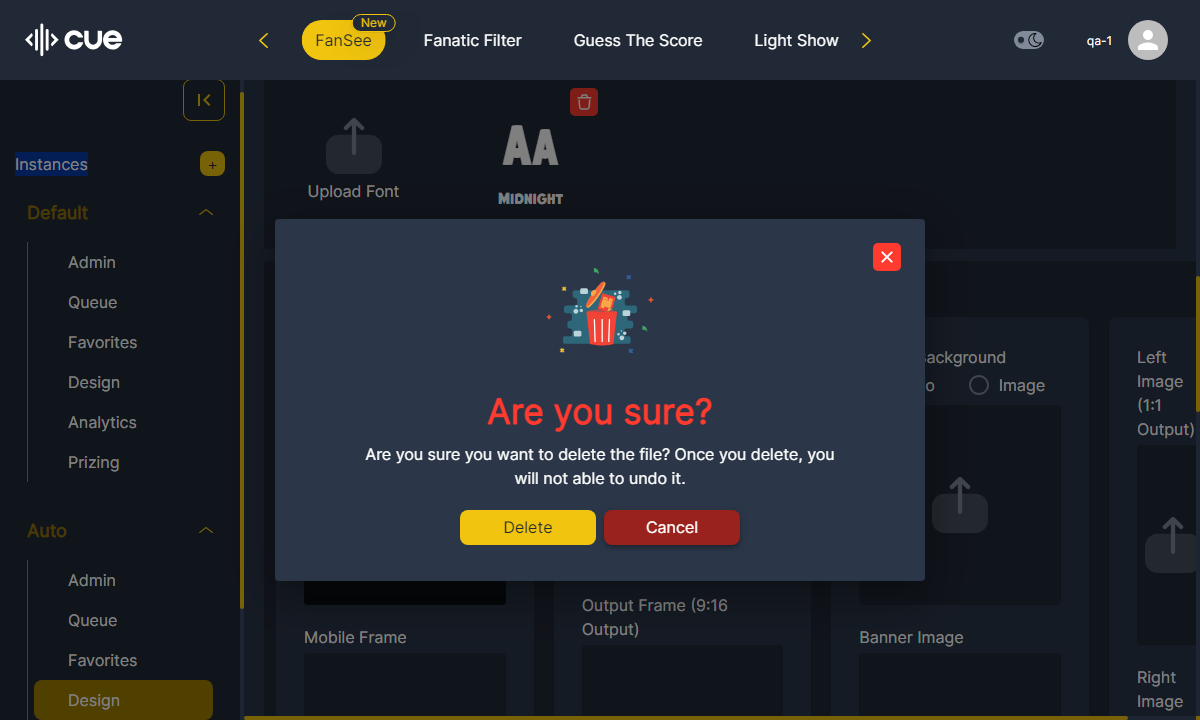 cue
FanSee
New
Fanatic Filter
Guess The Score
Light Show
qa-1
Instances
+
Default
Admin
Queue
Favorites
Design
Analytics
Prizing
Auto
Admin
Queue
Favorites
Design
Upload Font
AA
MIDNIGHT
Are you sure?
Are you sure you want to delete the file? Once you delete, you
will not able to undo it.
Delete
Cancel
Mobile Frame
Output Frame (9:16
Output)
Image
Banner Image
Left
Image
(1:1
Output)
Right
Image